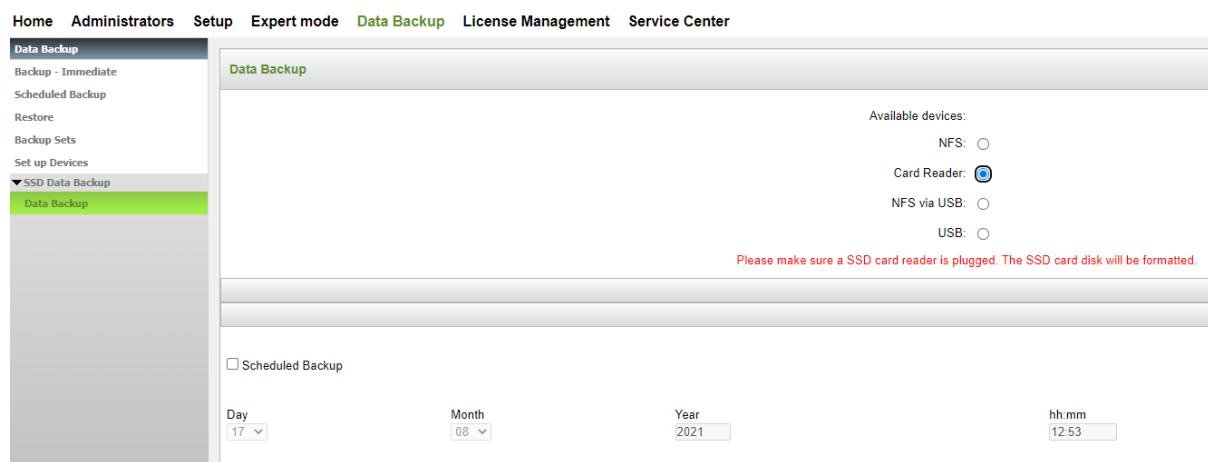 Home Administrators Setup Expert mode Data Backup License Management Service Center
Data Backup
Backup - Immediate
Scheduled Backup
Restore
Backup Sets
Set up Devices
SSD Data Backup
Data Backup
Data Backup
Available devices:
NFS:
Card Reader:
NFS via USB:
USB:
Please make sure a SSD card reader is plugged. The SSD card disk will be formatted.
Scheduled Backup
Day Month Year hh:mm
17 08 2021 12:53